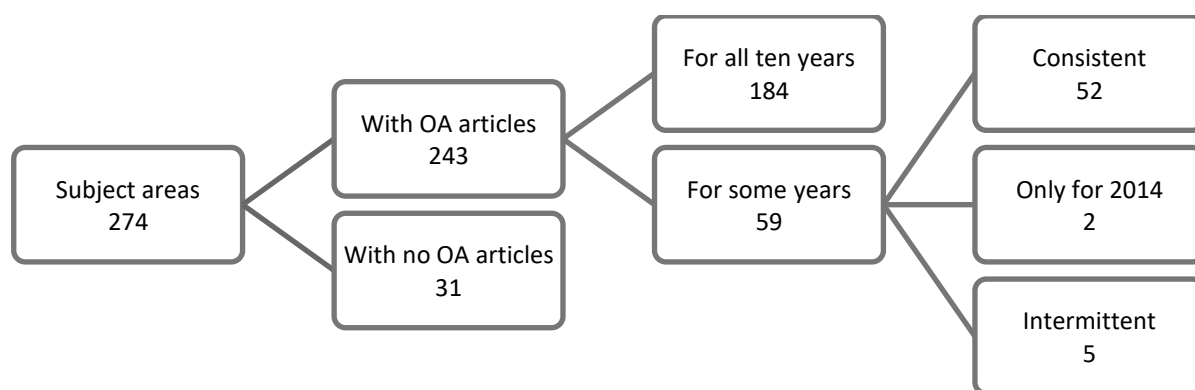 Subject areas
274
With OA articles
243
With no OA articles
31
For all ten years
184
For some years
59
Consistent
52
Only for 2014
2
Intermittent
5